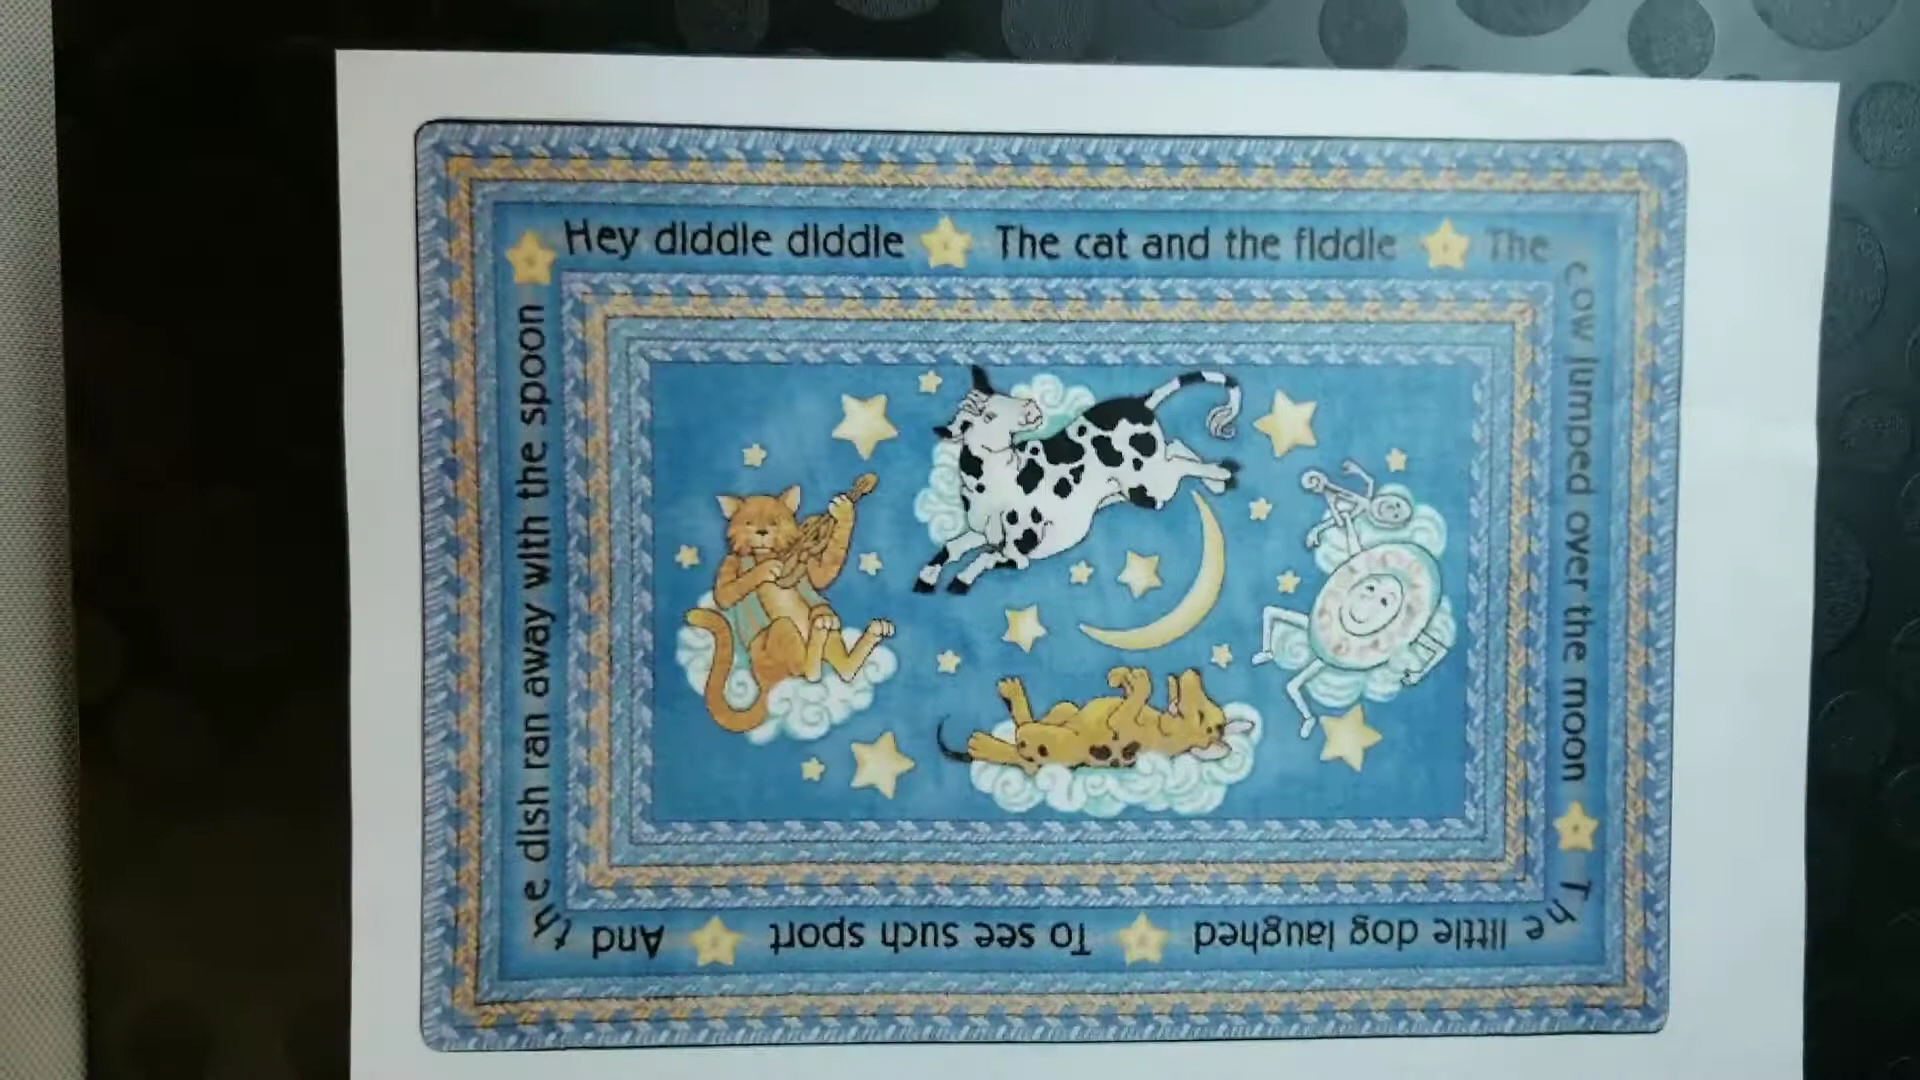 Hey diddle diddle
The cat and the fiddle
The cow jumped over the moon
The little dog laughed
To see such sport
And the dish ran away with the spoon